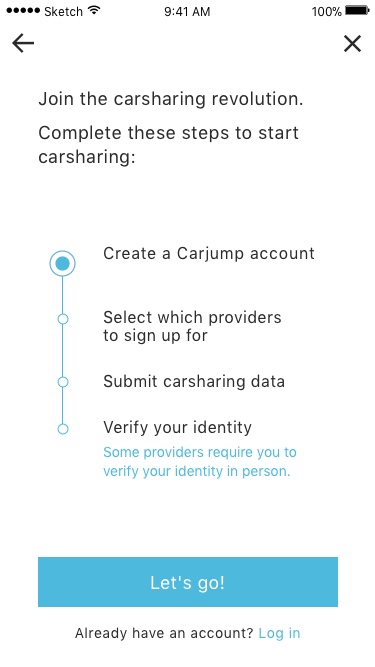 ●●●●● Sketch 9:41 AM 100%
Join the carsharing revolution.
Complete these steps to start
carsharing:
Create a Carjump account
Select which providers
to sign up for
Submit carsharing data
Verify your identity
Some providers require you to
verify your identity in person.
Let's go!
Already have an account? Log in